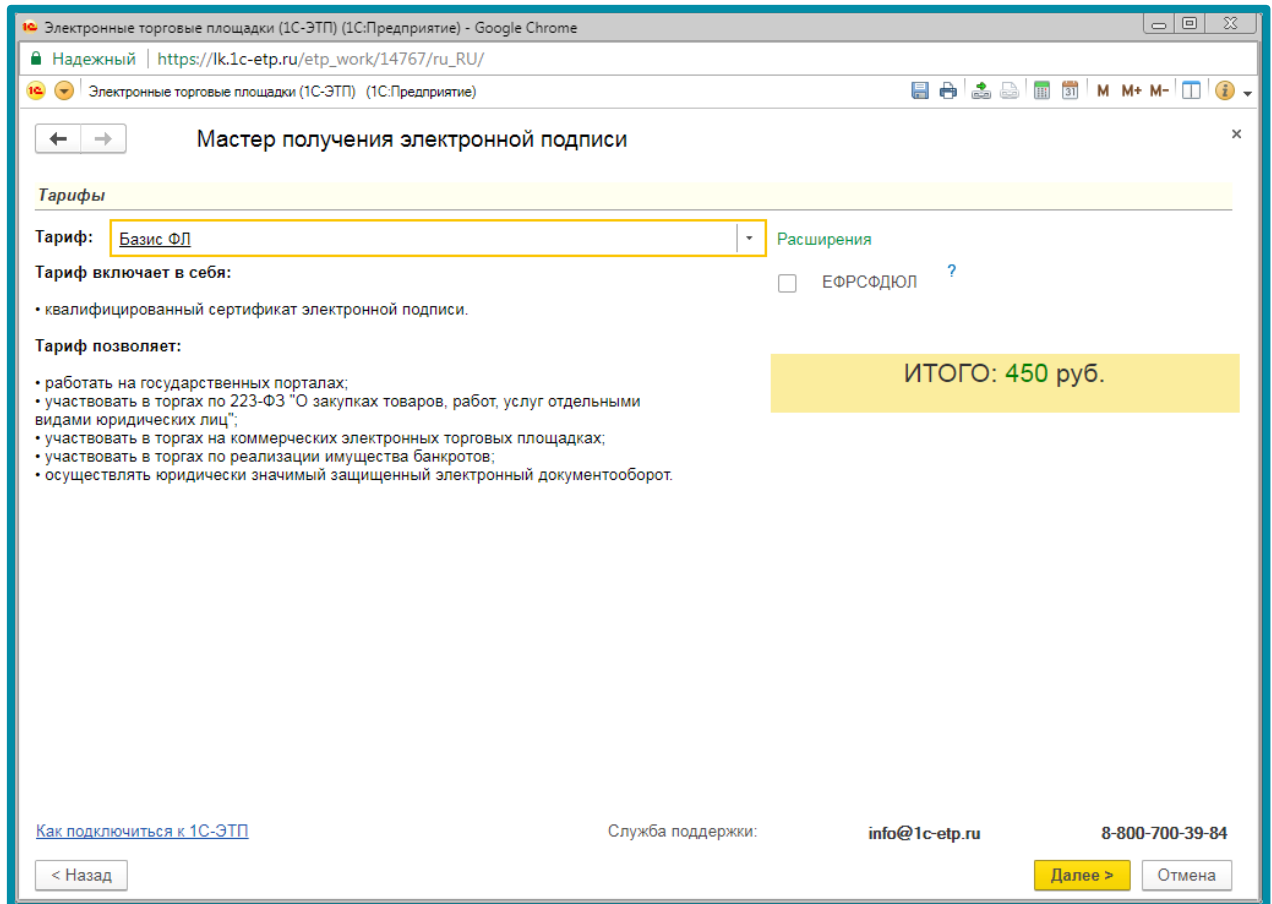 Электронные торговые площадки (1С-ЭТП) (1С:Предприятие) - Google Chrome
Надежный https://lk.1c-etp.ru/etp_work/14767/ru_RU/
Электронные торговые площадки (1С-ЭТП) (1С:Предприятие) 31 M M+ M-
Мастер получения электронной подписи
Тарифы
Тариф: Базис ФЛ Расширения
Тариф включает в себя:
ЕФРСФДЮЛ ?
• квалифицированный сертификат электронной подписи.
Тариф позволяет:
ИТОГО: 450 руб.
• работать на государственных порталах;
• участвовать в торгах по 223-ФЗ "О закупках товаров, работ, услуг отдельными
видами юридических лиц";
• участвовать в торгах на коммерческих электронных торговых площадках;
• участвовать в торгах по реализации имущества банкротов;
• осуществлять юридически значимый защищенный электронный документооборот.
Как подключиться к 1С-ЭТП Служба поддержки: info@1c-etp.ru 8-800-700-39-84
< Назад Далее > Отмена